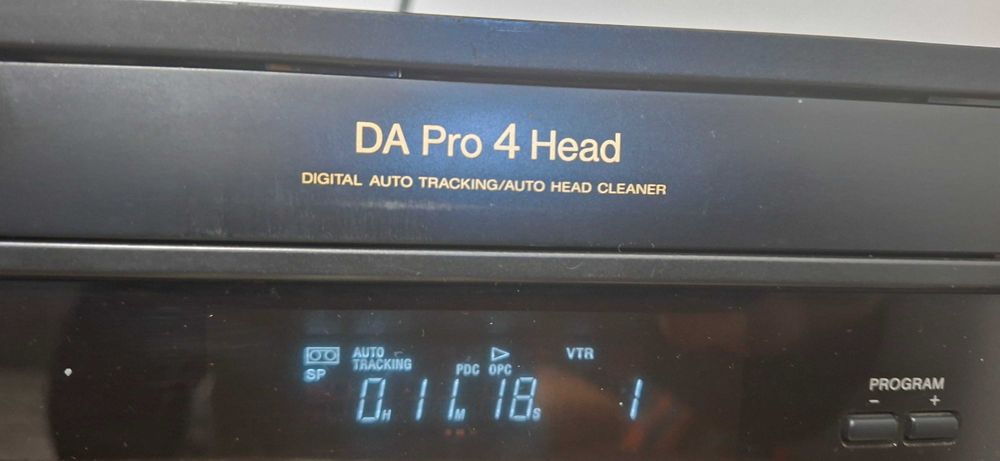 DA Pro 4 Head
DIGITAL AUTO TRACKING/AUTO HEAD CLEANER
AUTO
TRACKING
VTR
SP
PDC OPC
0H 11M 18S 1
PROGRAM
- +